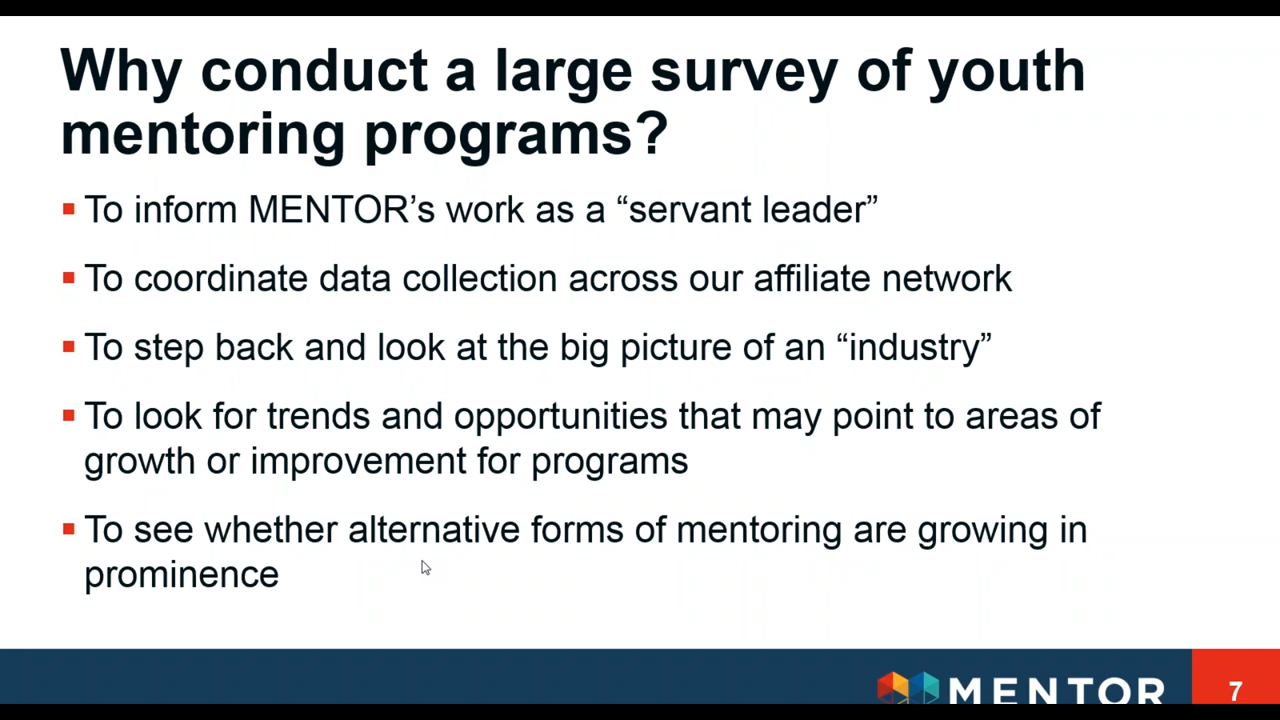 Why conduct a large survey of youth
mentoring programs?
To inform MENTOR’s work as a “servant leader”
To coordinate data collection across our affiliate network
To step back and look at the big picture of an “industry”
To look for trends and opportunities that may point to areas of
growth or improvement for programs
To see whether alternative forms of mentoring are growing in
prominence
MENTOR
7